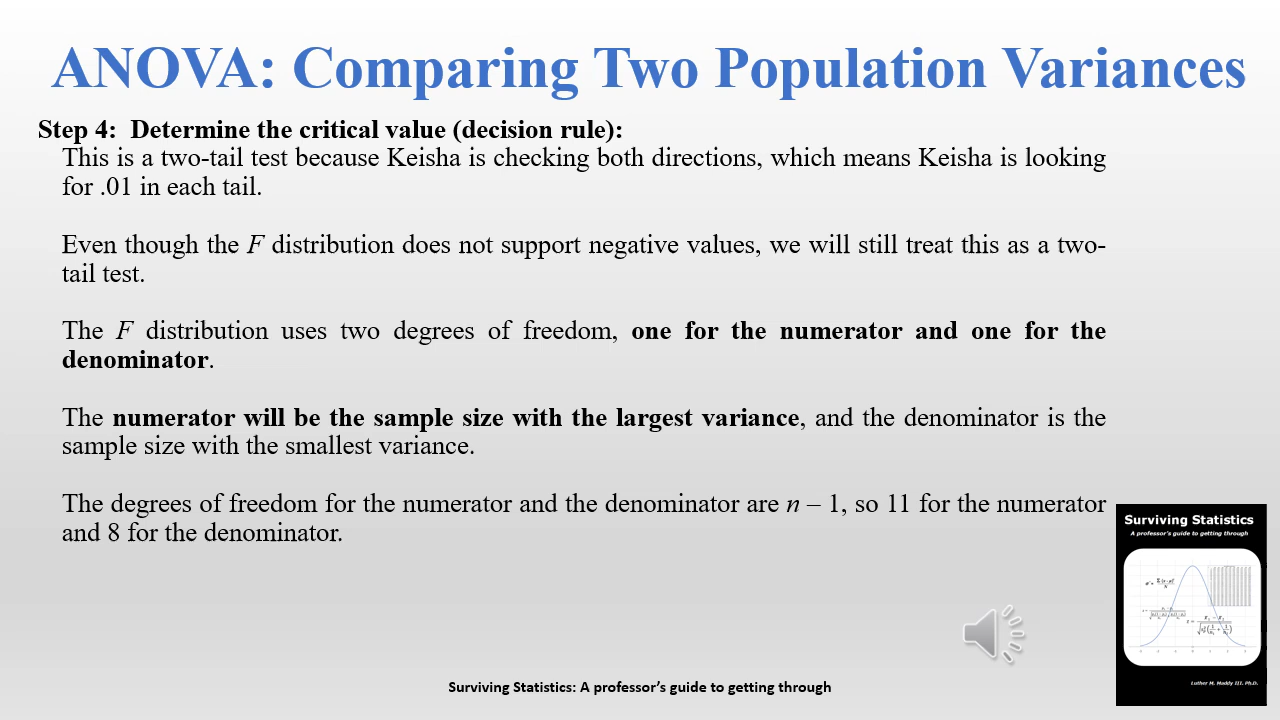 ANOVA: Comparing Two Population Variances
Step 4:  Determine the critical value (decision rule):
This is a two-tail test because Keisha is checking both directions, which means Keisha is looking
for .01 in each tail.
Even though the F distribution does not support negative values, we will still treat this as a two-
tail test.
The F distribution uses two degrees of freedom, one for the numerator and one for the
denominator.
The numerator will be the sample size with the largest variance, and the denominator is the
sample size with the smallest variance.
The degrees of freedom for the numerator and the denominator are n – 1, so 11 for the numerator
and 8 for the denominator.
Surviving Statistics
A professor's guide to getting through
Luther M. Maddy III, Ph.D.
Surviving Statistics: A professor’s guide to getting through